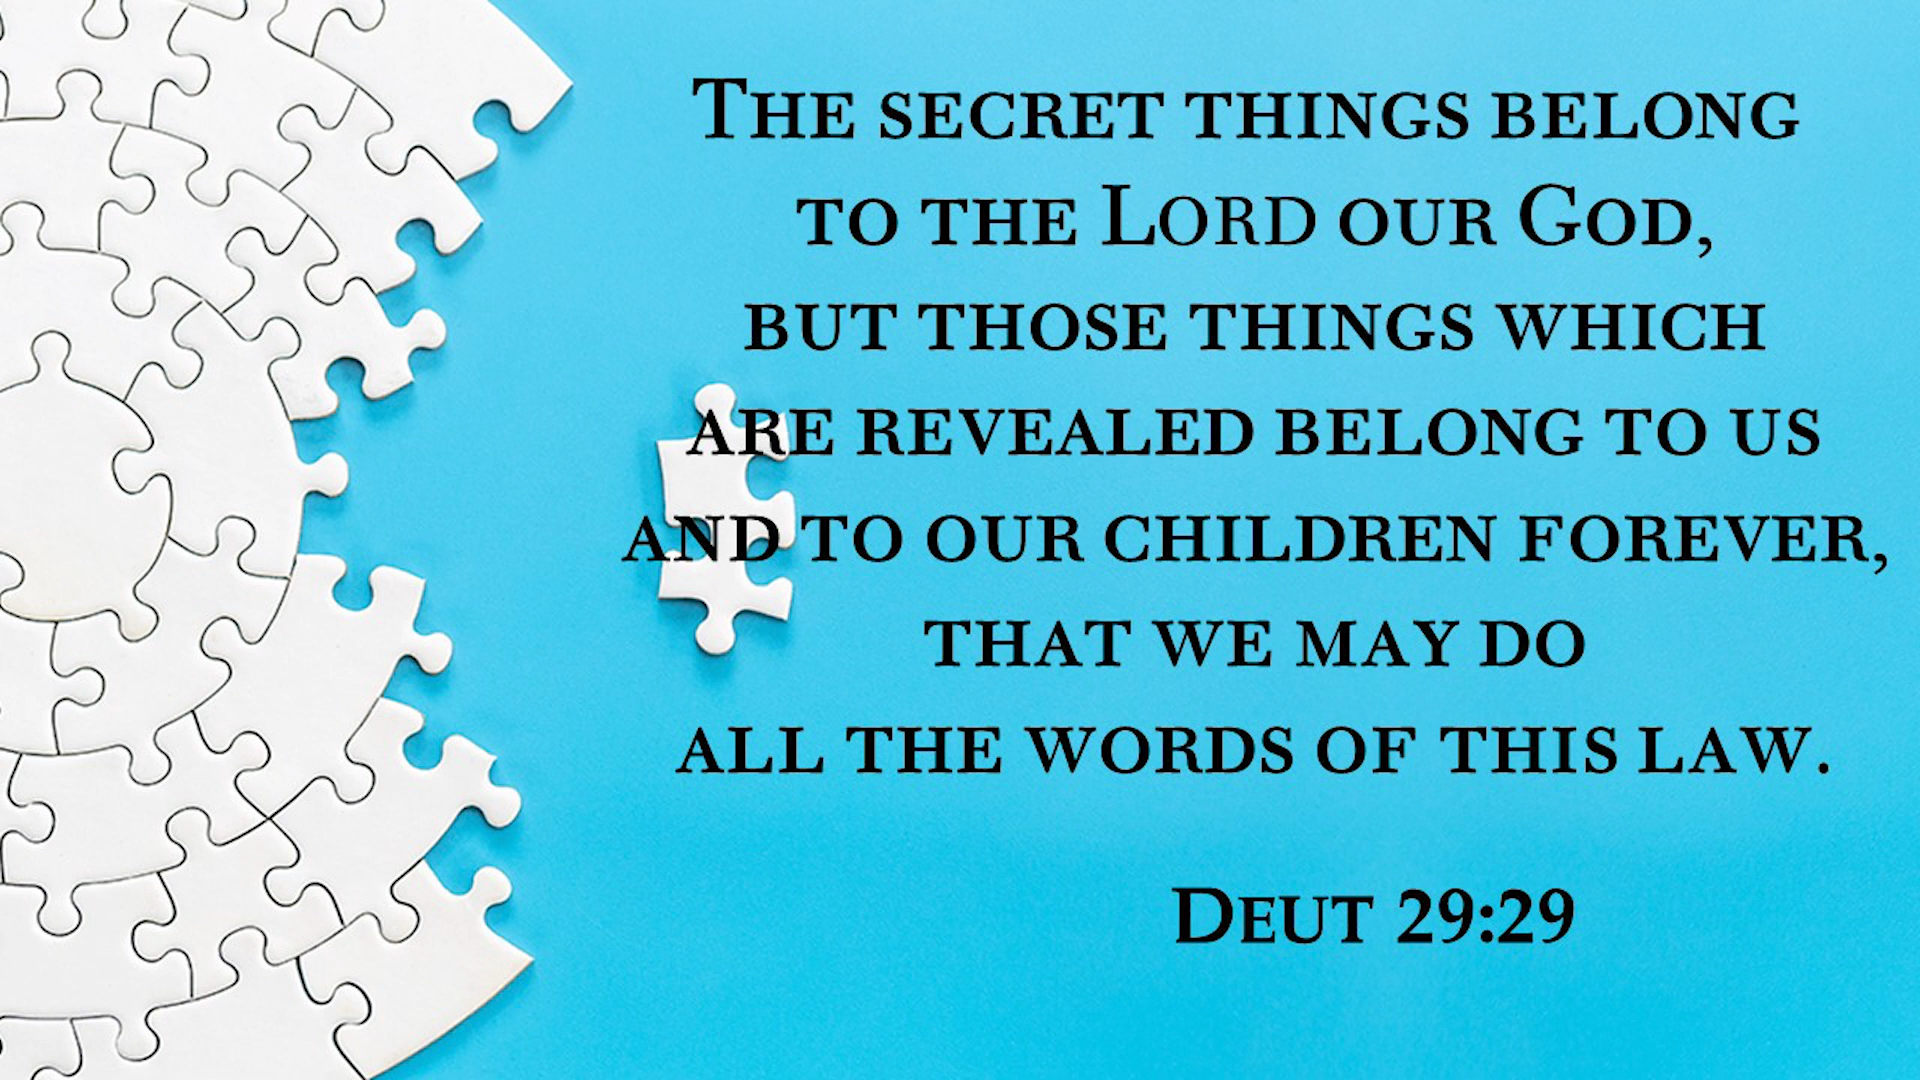 The secret things belong
to the Lord our God,
but those things which
are revealed belong to us
and to our children forever,
that we may do
all the words of this law.
Deut 29:29